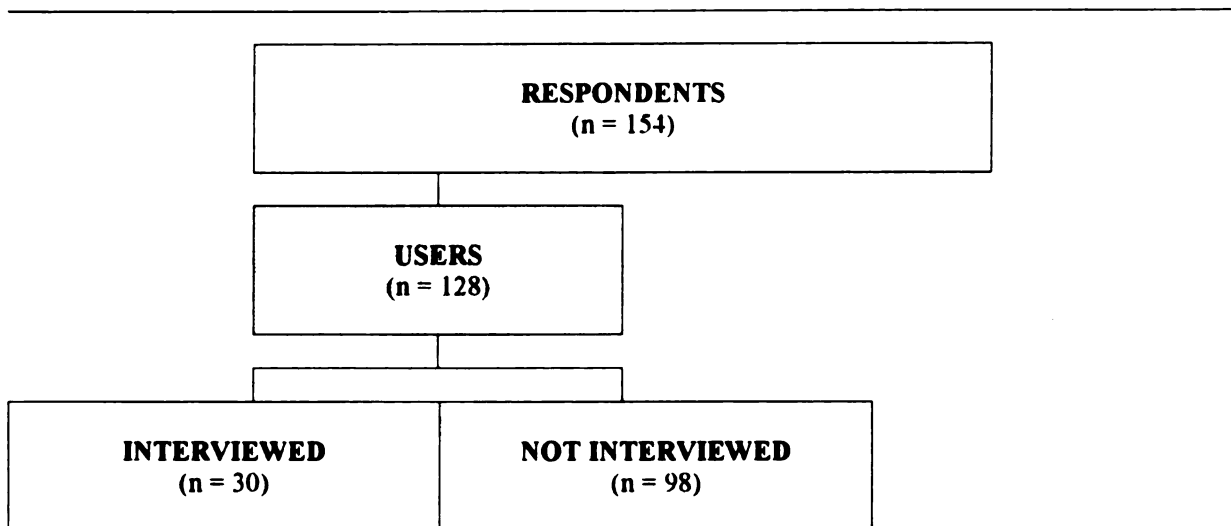 RESPONDENTS
(n = 154)
USERS
(n = 128)
INTERVIEWED
(n = 30)
NOT INTERVIEWED
(n = 98)